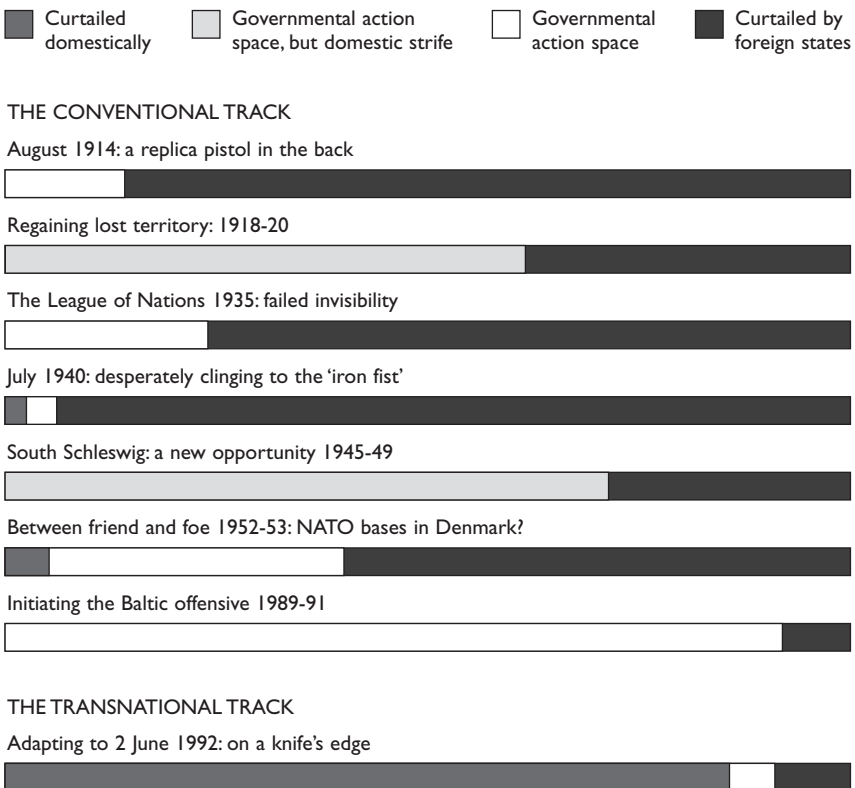 Curtailed
domestically
Governmental action
space, but domestic strife
Governmental
action space
Curtailed by
foreign states
THE CONVENTIONAL TRACK
August 1914: a replica pistol in the back
Regaining lost territory: 1918-20
The League of Nations 1935: failed invisibility
July 1940: desperately clinging to the ‘iron fist’
South Schleswig: a new opportunity 1945-49
Between friend and foe 1952-53: NATO bases in Denmark?
Initiating the Baltic offensive 1989-91
THE TRANSNATIONAL TRACK
Adapting to 2 June 1992: on a knife’s edge